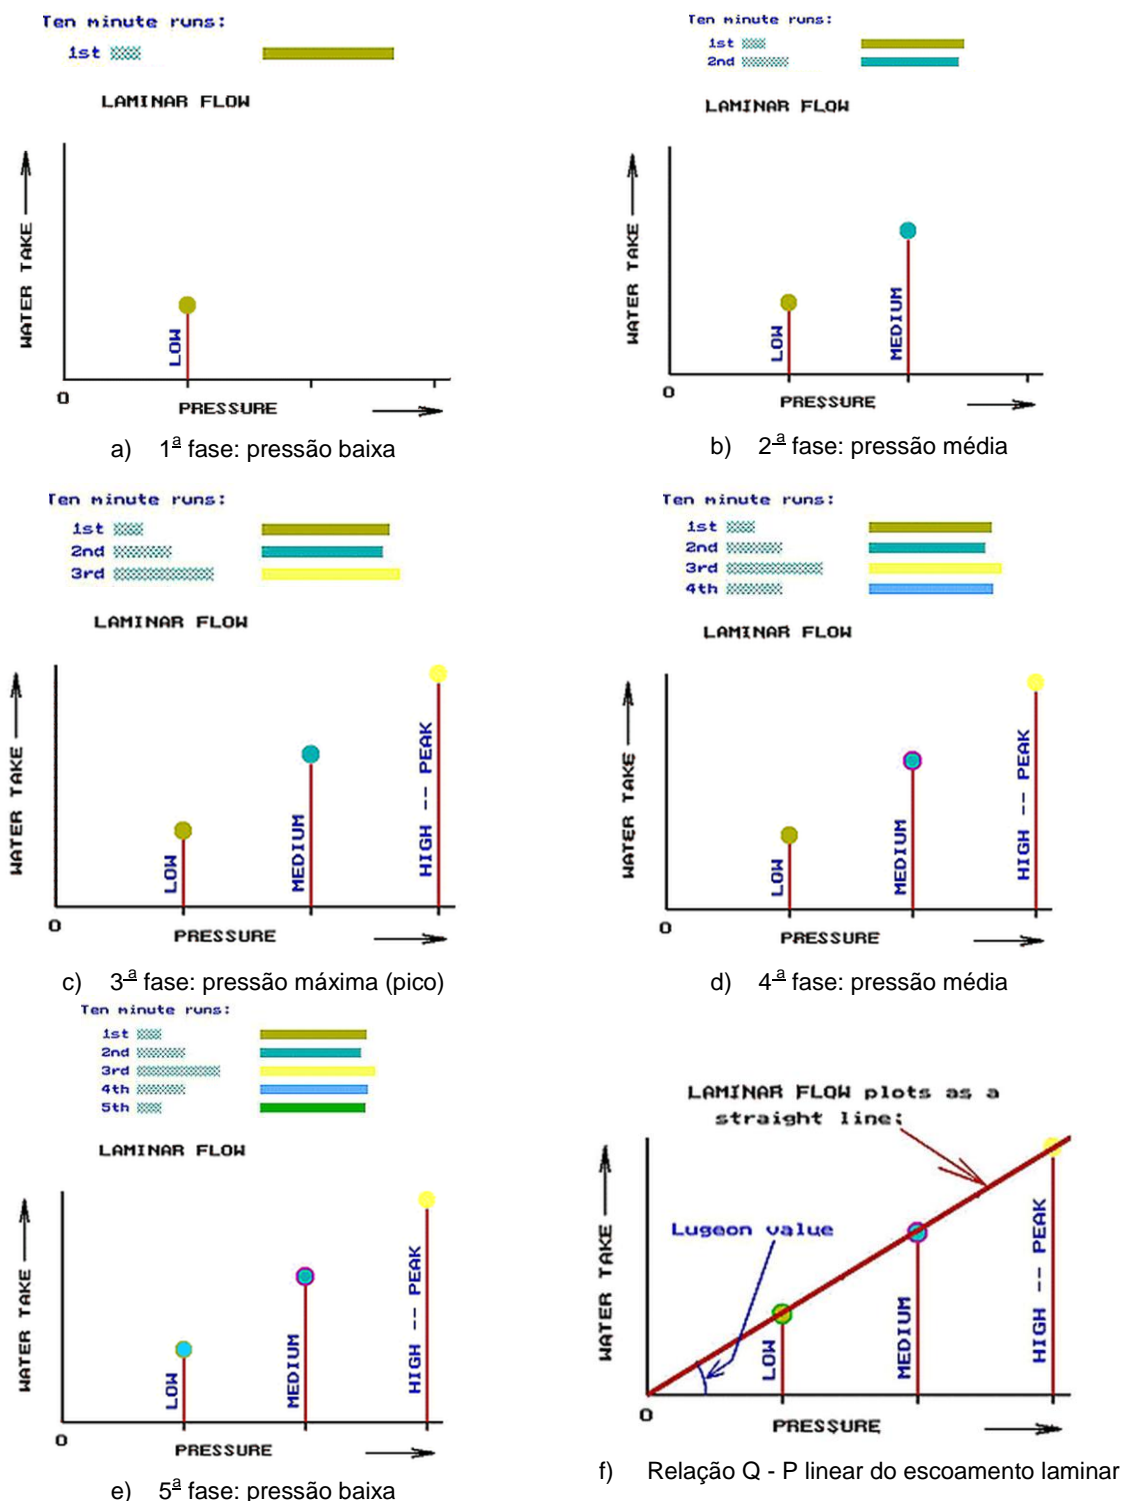 Ten minute runs:
1st
LAMINAR FLOW
WATER TAKE
LOW
0
PRESSURE
a) 1ª fase: pressão baixa
Ten minute runs:
1st
2nd
LAMINAR FLOW
WATER TAKE
LOW
MEDIUM
0
PRESSURE
b) 2ª fase: pressão média
Ten minute runs:
1st
2nd
3rd
LAMINAR FLOW
WATER TAKE
LOW
MEDIUM
HIGH -- PEAK
0
PRESSURE
c) 3ª fase: pressão máxima (pico)
Ten minute runs:
1st
2nd
3rd
4th
LAMINAR FLOW
WATER TAKE
LOW
MEDIUM
HIGH -- PEAK
0
PRESSURE
d) 4ª fase: pressão média
Ten minute runs:
1st
2nd
3rd
4th
5th
LAMINAR FLOW
WATER TAKE
LOW
MEDIUM
HIGH -- PEAK
0
PRESSURE
e) 5ª fase: pressão baixa
LAMINAR FLOW plots as a
straight line:
Lugeon value
WATER TAKE
LOW
MEDIUM
HIGH -- PEAK
0
PRESSURE
f) Relação Q - P linear do escoamento laminar